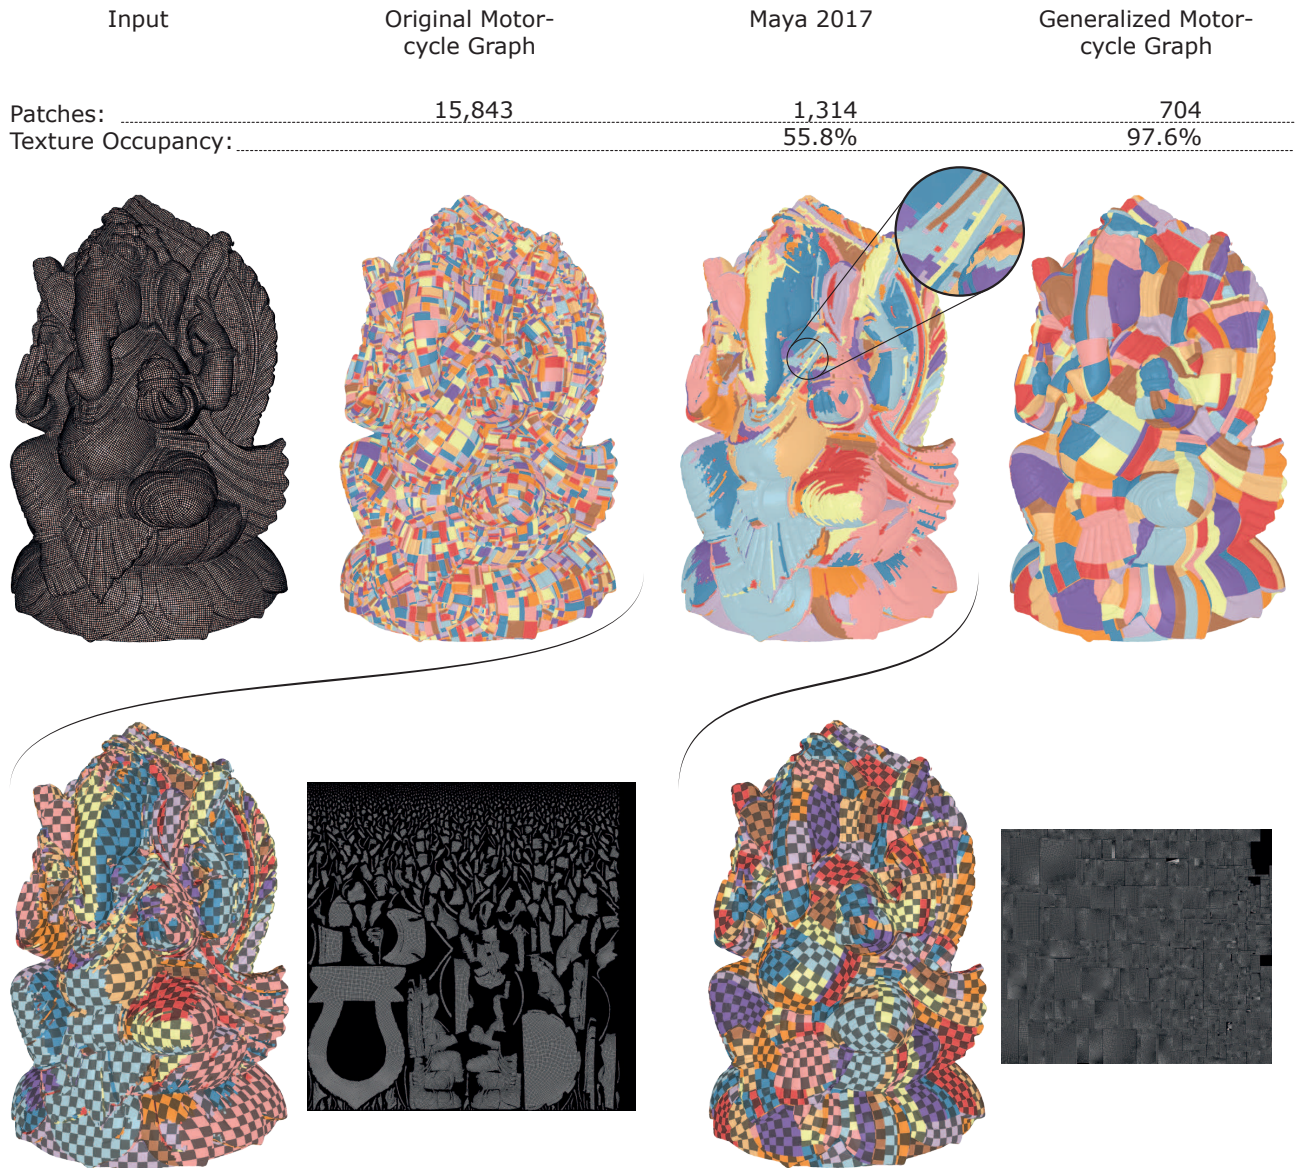 Input
Original Motor-
cycle Graph
Maya 2017
Generalized Motor-
cycle Graph
Patches: 15,843 1,314 704
Texture Occupancy: 55.8% 97.6%